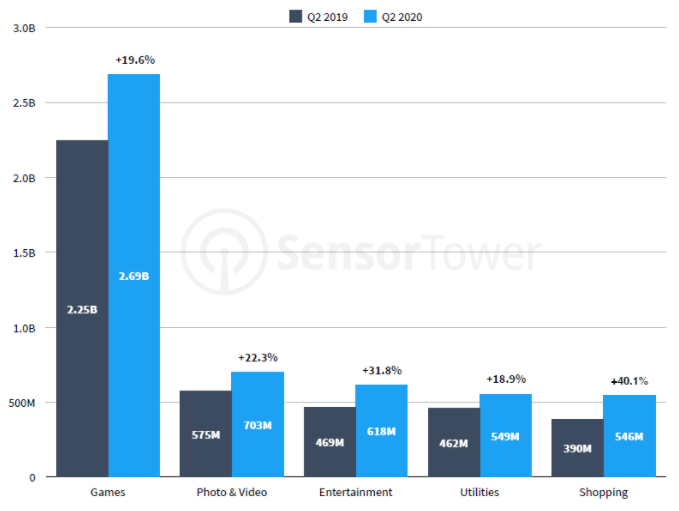 Q2 2019 Q2 2020
3.0B
+19.6%
2.5B
2.0B
1.5B
SensorTower
2.69B
2.25B
1.0B
+22.3%
+31.8%
+18.9%
+40.1%
500M
575M
703M
469M
618M
462M
549M
390M
546M
0
Games Photo & Video Entertainment Utilities Shopping